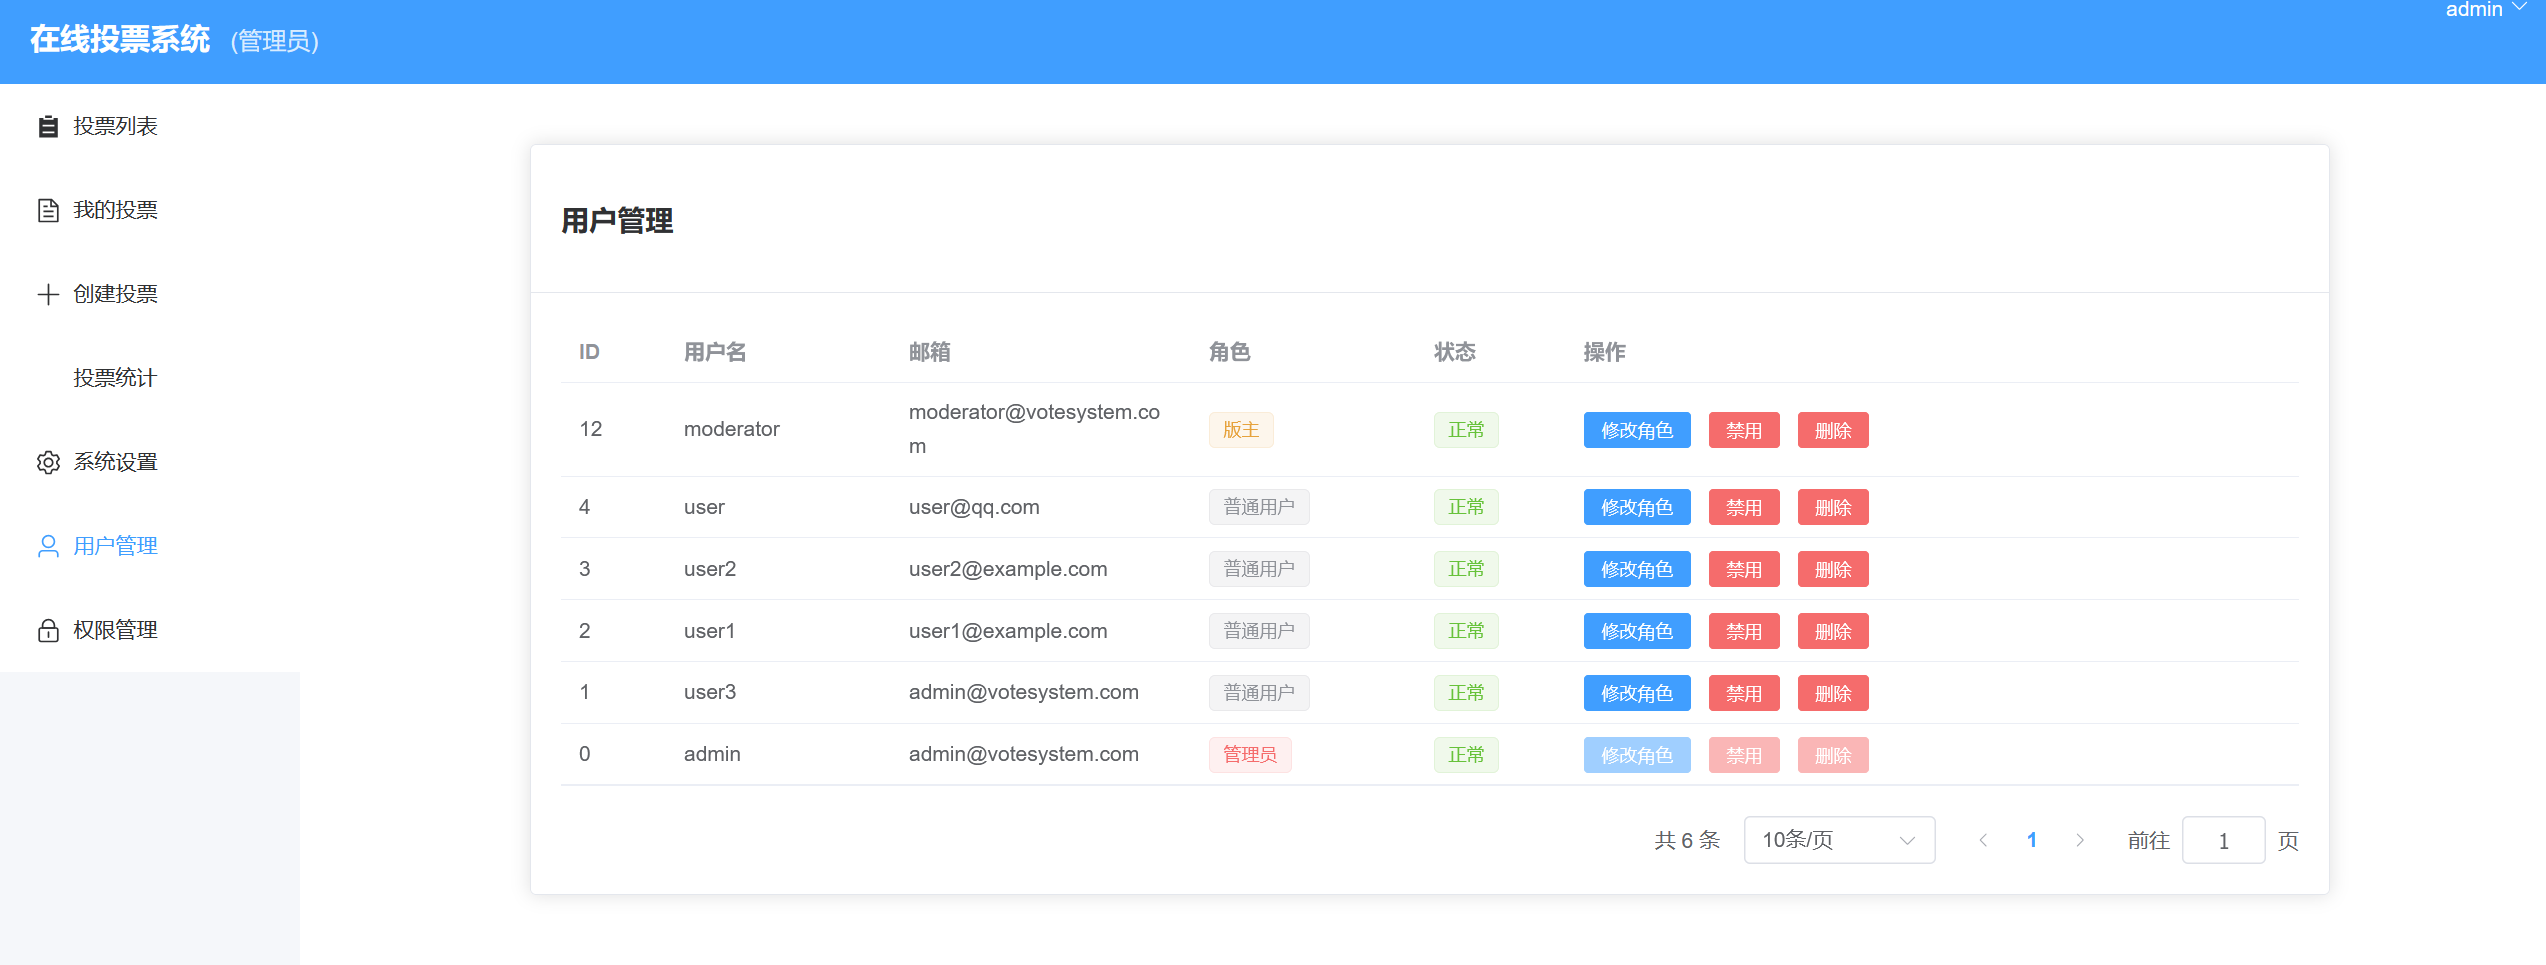 在线投票系统 (管理员)
admin
投票列表
我的投票
创建投票
投票统计
系统设置
用户管理
权限管理
用户管理
ID 用户名 邮箱 角色 状态 操作
12 moderator moderator@votesystem.co
m 版主 正常 修改角色 禁用 删除
4 user user@qq.com 普通用户 正常 修改角色 禁用 删除
3 user2 user2@example.com 普通用户 正常 修改角色 禁用 删除
2 user1 user1@example.com 普通用户 正常 修改角色 禁用 删除
1 user3 admin@votesystem.com 普通用户 正常 修改角色 禁用 删除
0 admin admin@votesystem.com 管理员 正常 修改角色 禁用 删除
共 6 条 10条/页 1 前往 1 页